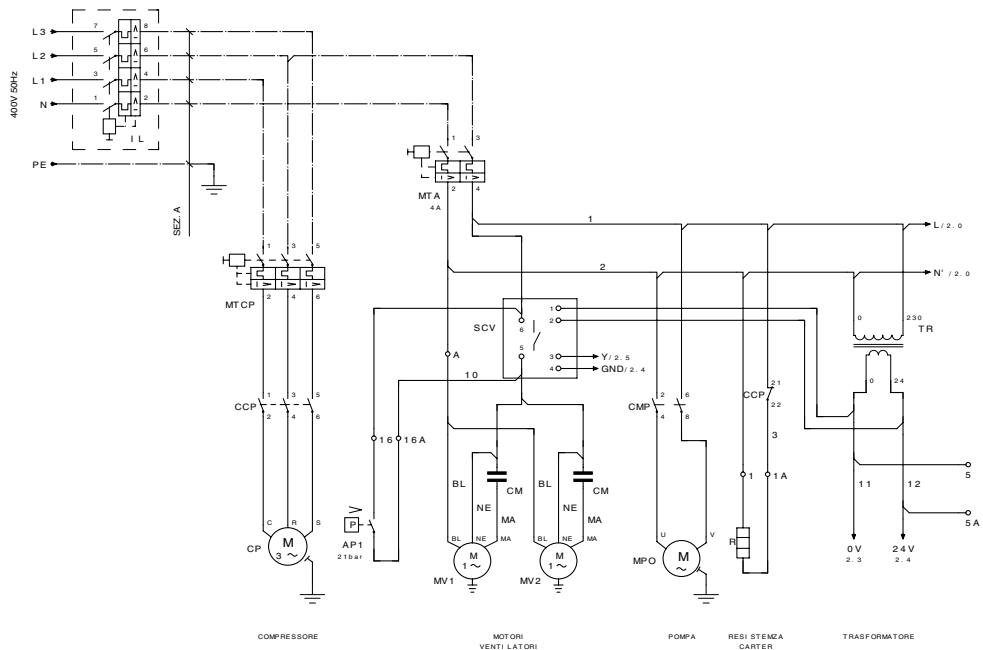 400V 50Hz
L3
7
8
L2
5
6
L1
3
4
N
1
2
IL
PE
SEZ. A
1
3
MTA
4A
2
4
1
L/2.0
2
N'/2.0
1
3
5
MTCP
2
4
6
SCV
6
1
2
5
3
Y/2.5
4
GND/2.4
0
230
TR
0
24
A
10
CCP
1
3
5
2
4
6
CMP
2
6
4
8
CCP
21
22
3
16
16A
BL
NE
CM
MA
BL
NE
CM
MA
1
1A
11
12
5
5A
C
R
S
CP
M
3 ~
P
AP1
21bar
BL
NE
MA
M
1 ~
MV1
BL
NE
MA
M
1 ~
MV2
U
V
M
~
MPO
R
0V
2.3
24V
2.4
COMPRESSORE
MOTORI
VENTILATORI
POMPA
RESISTEMZA
CARTER
TRASFORMATORE